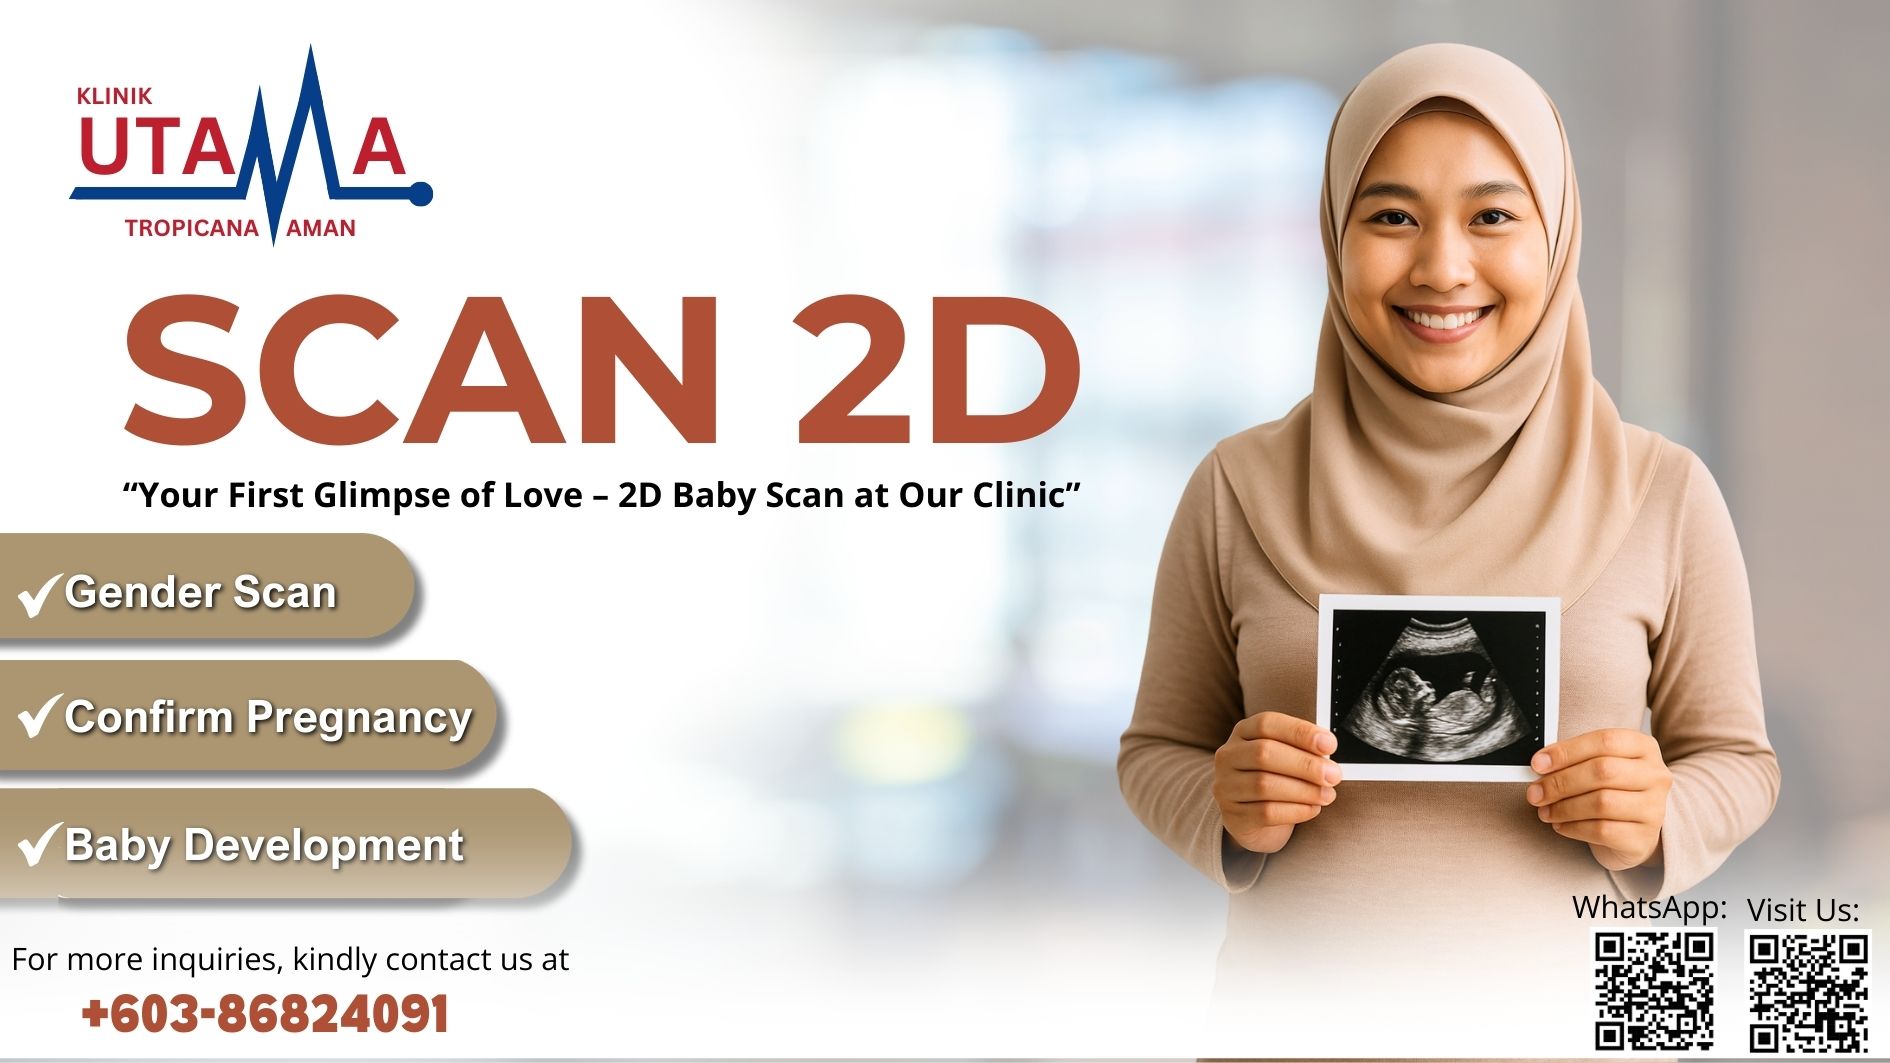 KLINIK
UTAMA
TROPICANA AMAN
SCAN 2D
“Your First Glimpse of Love – 2D Baby Scan at Our Clinic”
Gender Scan
Confirm Pregnancy
Baby Development
For more inquiries, kindly contact us at
+603-86824091
WhatsApp:
Visit Us: